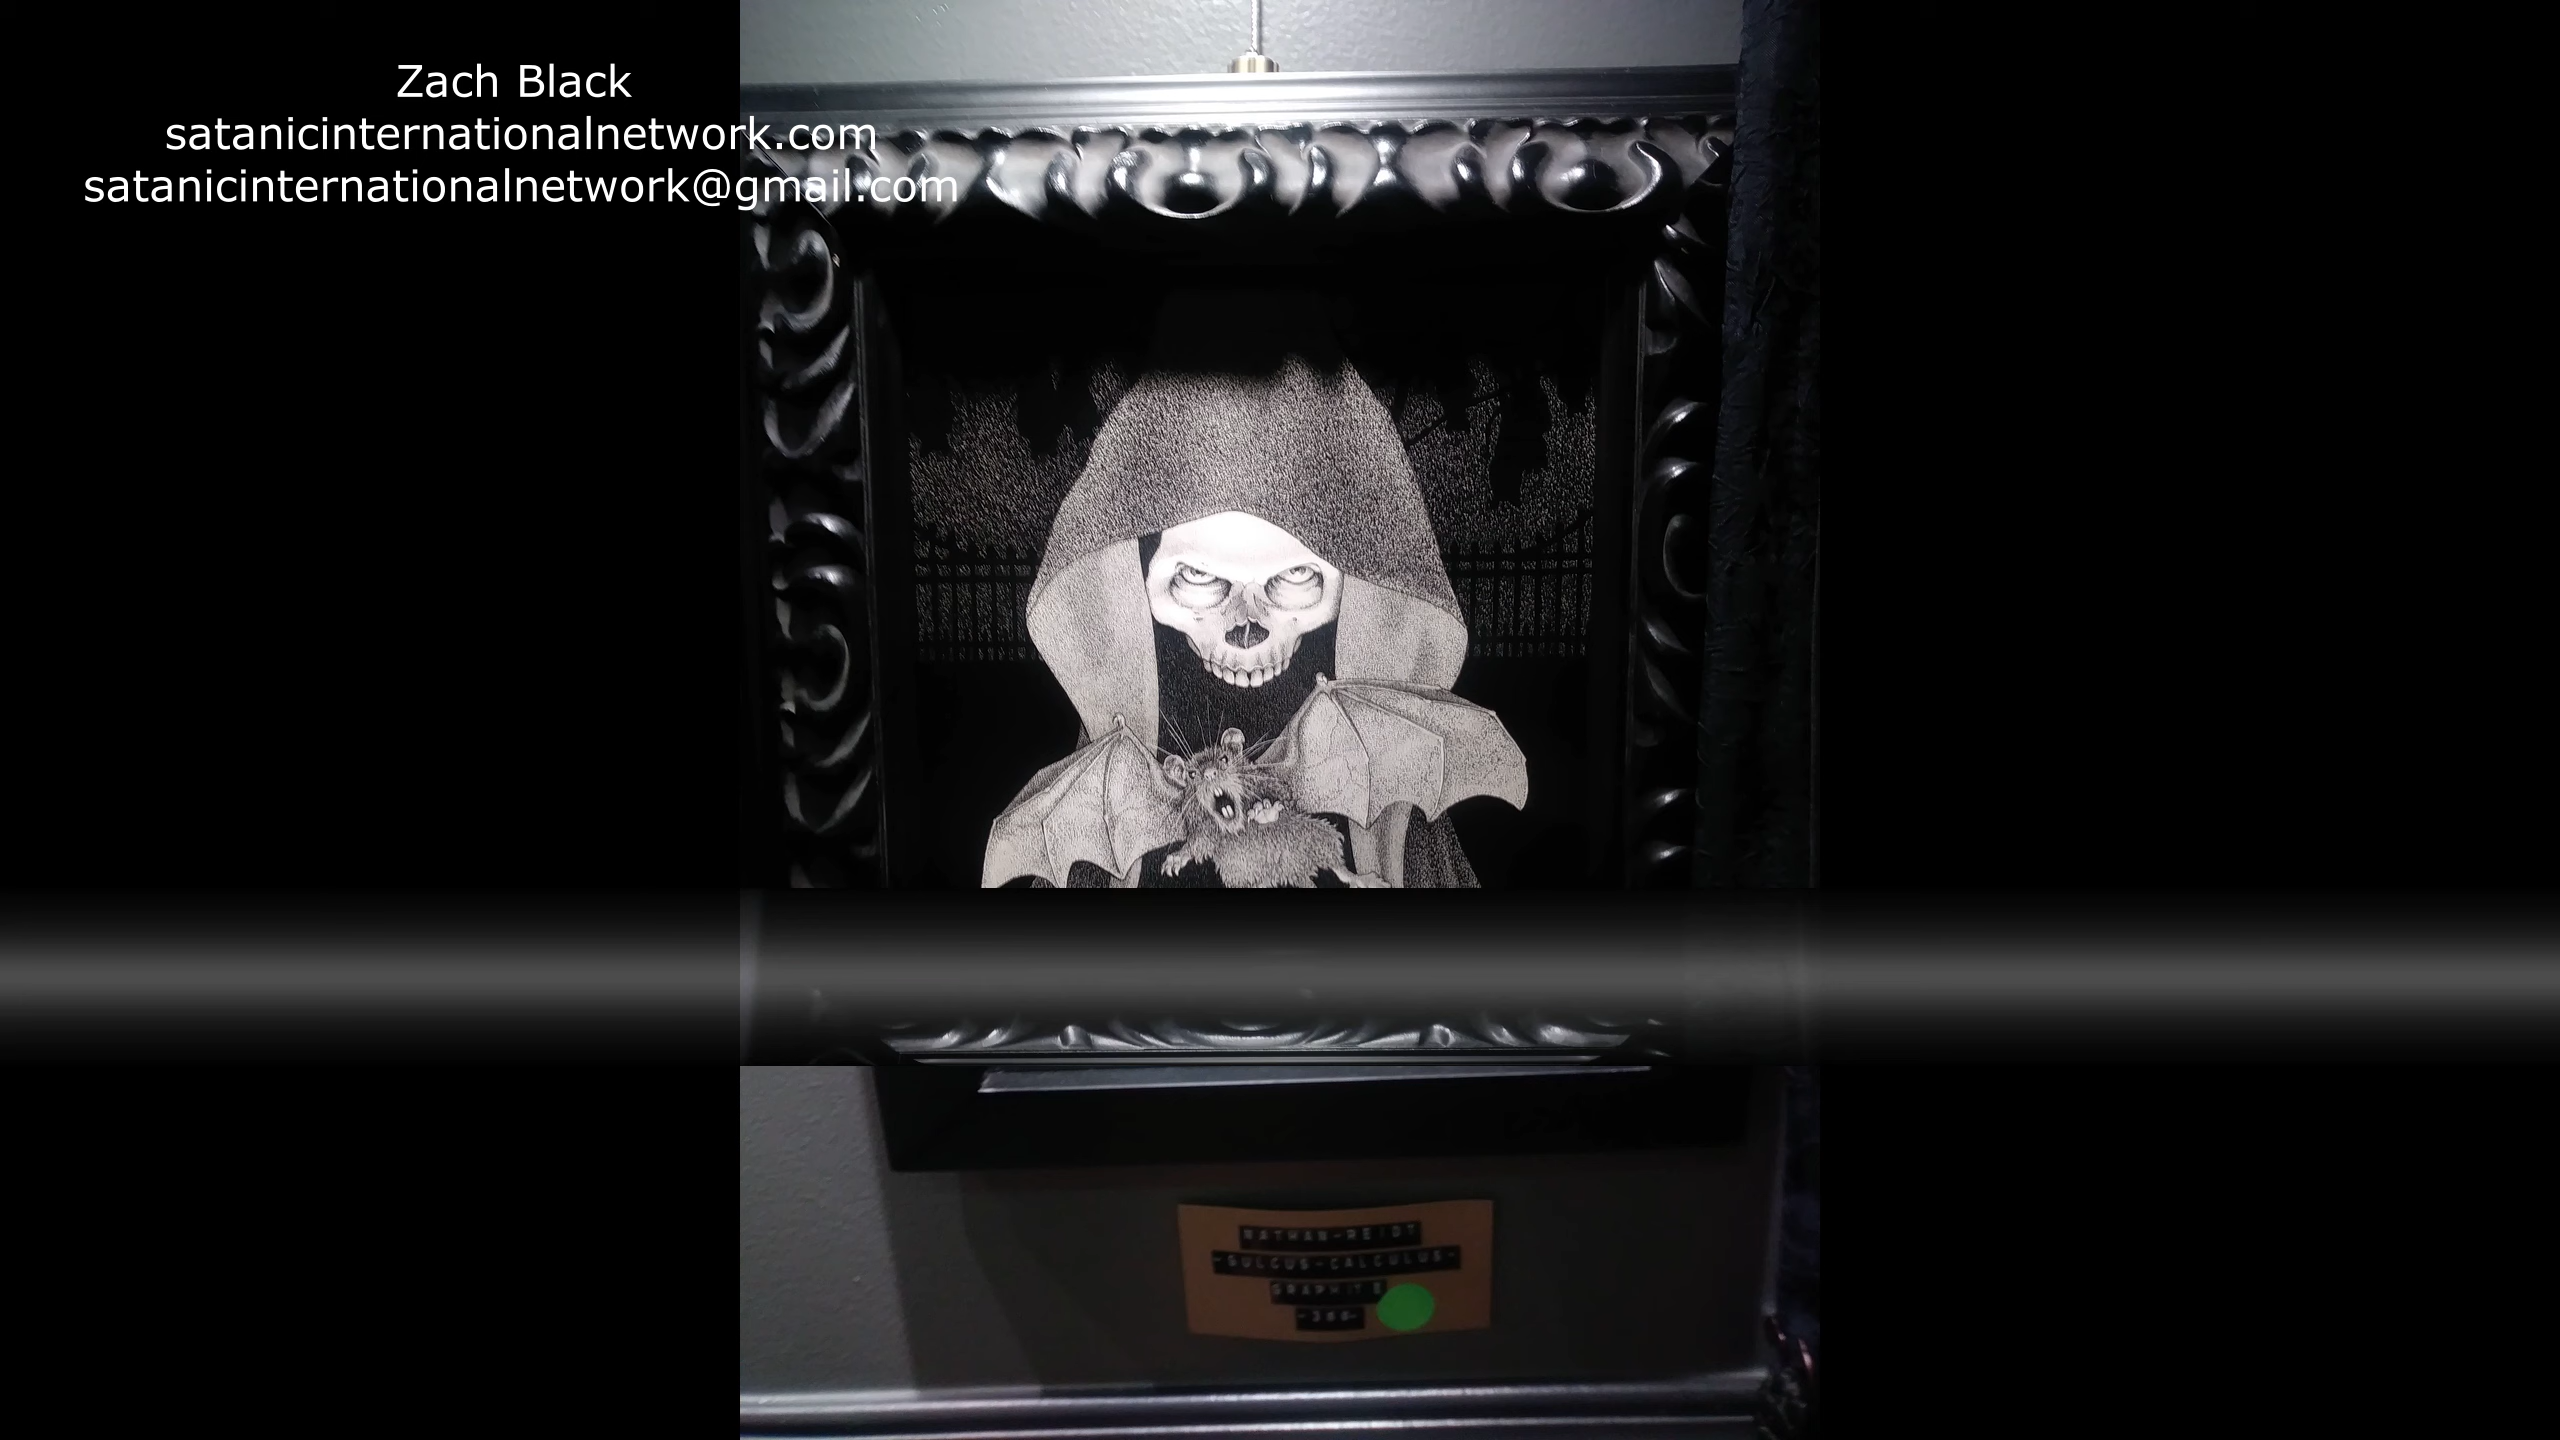 Zach Black
satanicinternationalnetwork.com
satanicinternationalnetwork@gmail.com
NATHAN-REIDT
-SULCUS-CALCULUS-
GRAPHITE